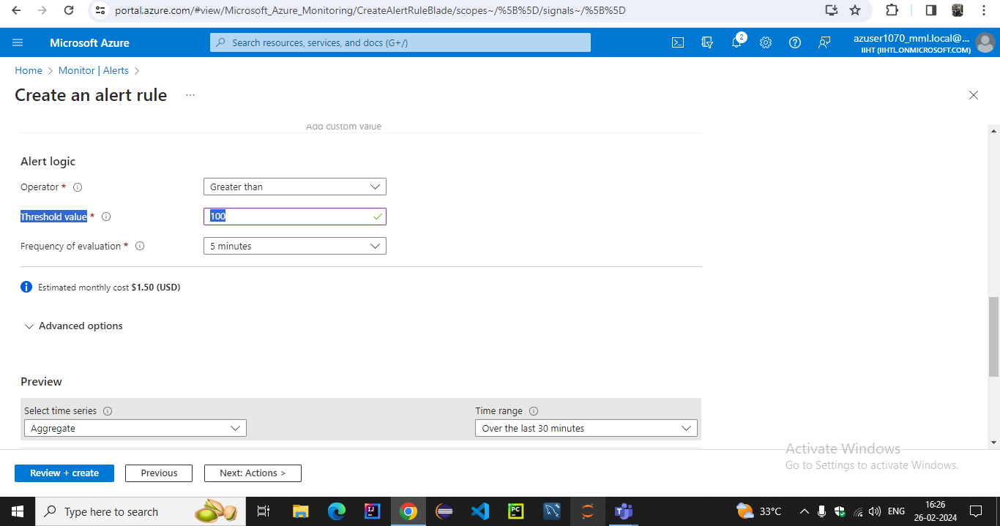 portal.azure.com/#view/Microsoft_Azure_Monitoring/CreateAlertRuleBlade/scopes~/%5B%5D/signals~/%5B%5D
Microsoft Azure
Search resources, services, and docs (G+/)
2
azuser1070_mml.local@...
IIHT (IIHTL.ONMICROSOFT.COM)
Home > Monitor | Alerts >
Create an alert rule ...
Add custom value
Alert logic
Operator *
Greater than
Threshold value *
100
Frequency of evaluation *
5 minutes
Estimated monthly cost $1.50 (USD)
Advanced options
Preview
Select time series
Time range
Aggregate
Over the last 30 minutes
Activate Windows
Go to Settings to activate Windows.
Review + create
Previous
Next: Actions >
Type here to search
IJ
PC
33°C
ENG
16:26
26-02-2024